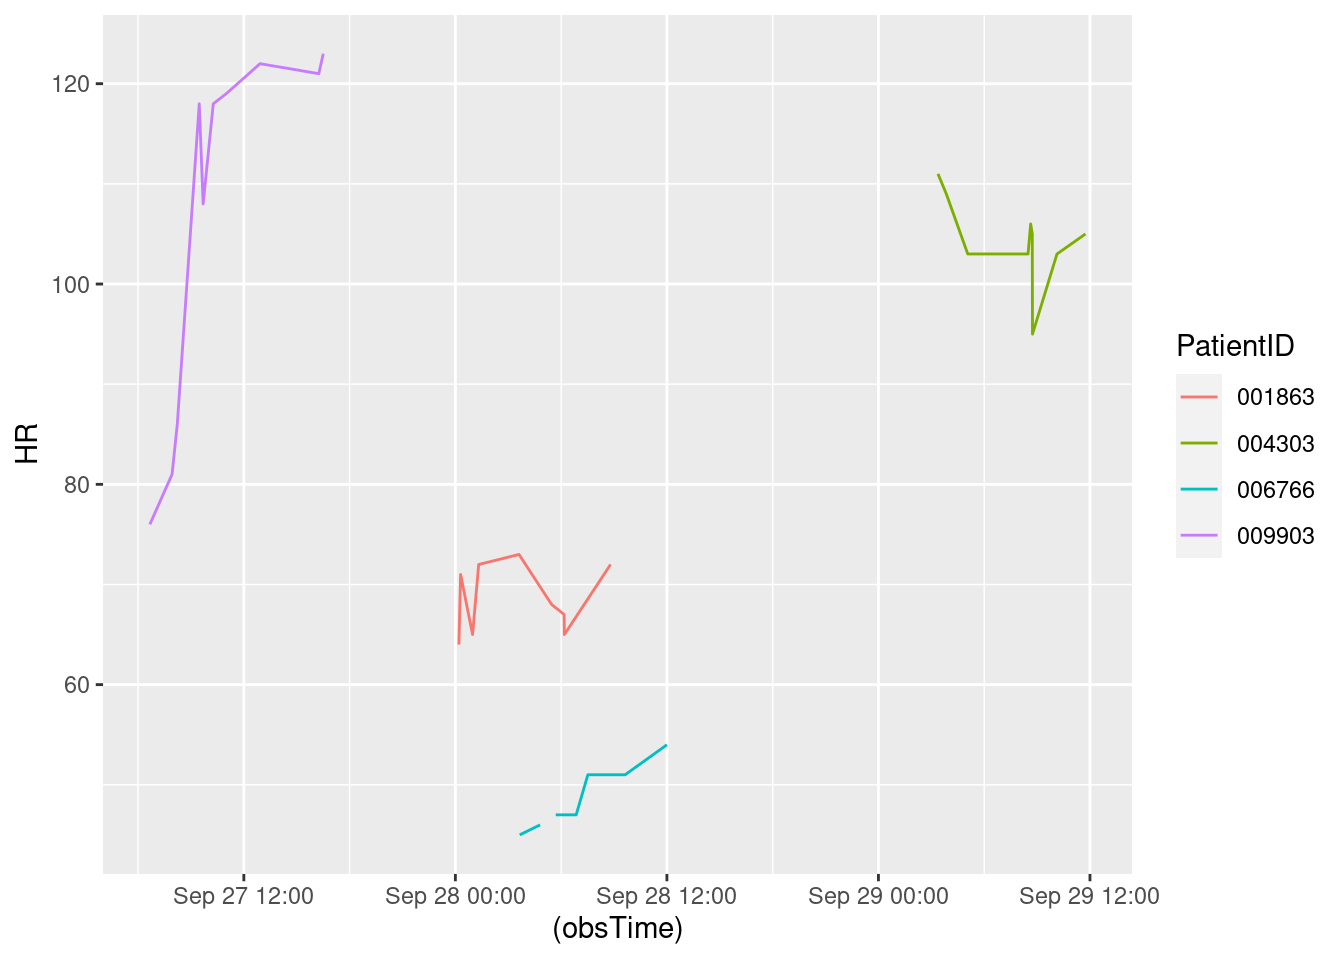 120
100
80
60
HR
Sep 27 12:00
Sep 28 00:00
Sep 28 12:00
Sep 29 00:00
Sep 29 12:00
(obsTime)
PatientID
001863
004303
006766
009903